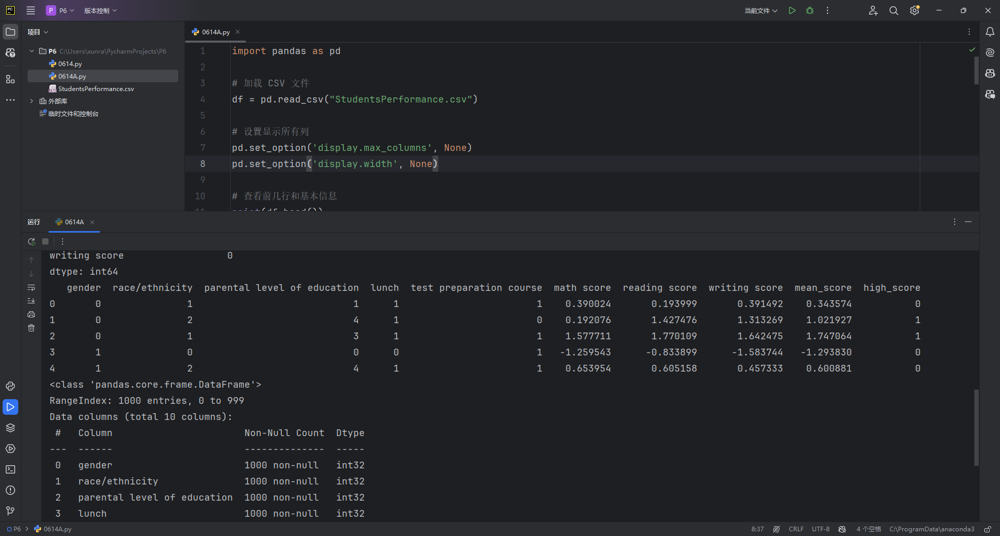 PC
P P6 版本控制
当前文件
项目
P6 C:\Users\xunra\PycharmProjects\P6
0614.py
0614A.py
StudentsPerformance.csv
外部库
临时文件和控制台
0614A.py
1 import pandas as pd
2
3 # 加载 CSV 文件
4 df = pd.read_csv("StudentsPerformance.csv")
5
6 # 设置显示所有列
7 pd.set_option('display.max_columns', None)
8 pd.set_option('display.width', None)
9
10 # 查看前几行和基本信息
11 print(df.head())
运行 0614A
writing score 0
dtype: int64
gender race/ethnicity parental level of education lunch test preparation course math score reading score writing score mean_score high_score
0 0 1 1 1 1 0.390024 0.193999 0.391492 0.343574 0
1 0 2 4 1 0 0.192076 1.427476 1.313269 1.021927 1
2 0 1 3 1 1 1.577711 1.770109 1.642475 1.747064 1
3 1 0 0 0 1 -1.259543 -0.833899 -1.583744 -1.293830 0
4 1 2 4 1 1 0.653954 0.605158 0.457333 0.600881 0
<class 'pandas.core.frame.DataFrame'>
RangeIndex: 1000 entries, 0 to 999
Data columns (total 10 columns):
# Column Non-Null Count Dtype
--- ------ -------------- -----
0 gender 1000 non-null int32
1 race/ethnicity 1000 non-null int32
2 parental level of education 1000 non-null int32
3 lunch 1000 non-null int32
P6 0614A.py
8:37 CRLF UTF-8 4 个空格 C:\ProgramData\anaconda3